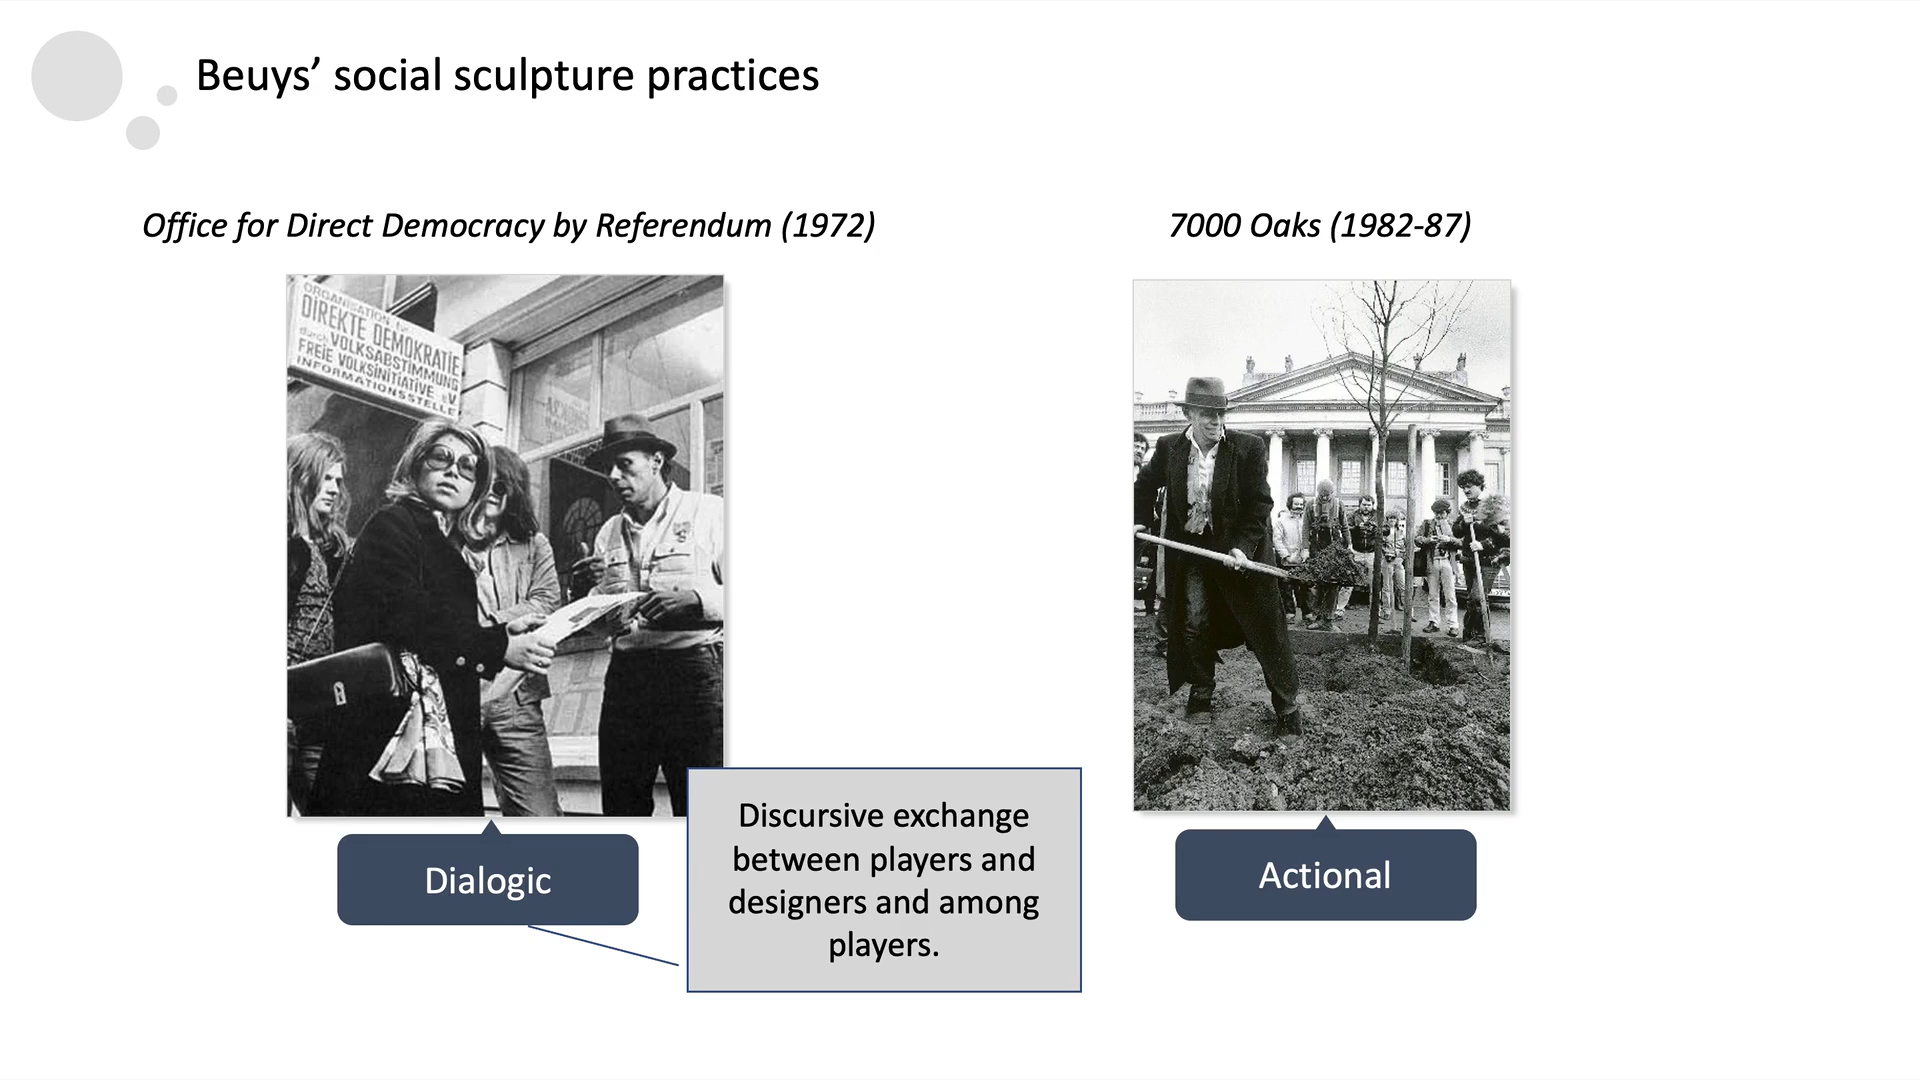 Beuys’ social sculpture practices
Office for Direct Democracy by Referendum (1972)
ORGANISATION
DIREKTE DEMOKRATIE
durch VOLKSABSTIMMUNG
FREIE VOLKSINITIATIVE e.V.
INFORMATIONSSTELLE
Dialogic
Discursive exchange
between players and
designers and among
players.
7000 Oaks (1982-87)
Actional